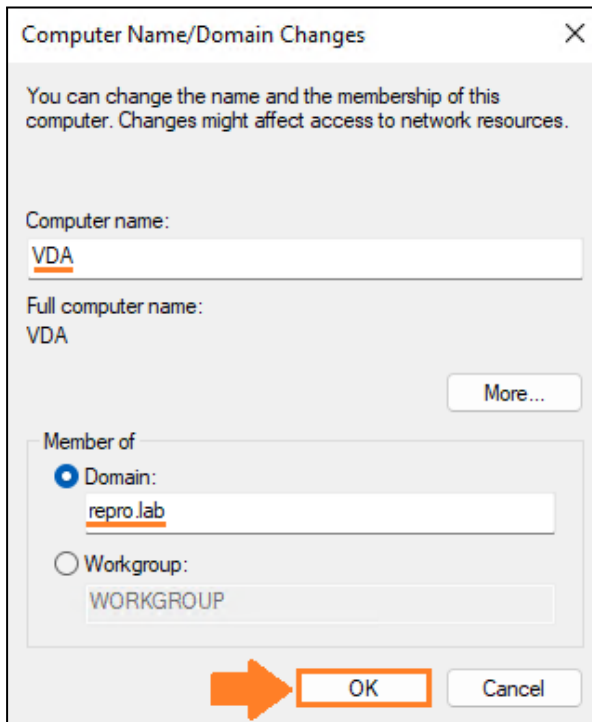 Computer Name/Domain Changes
You can change the name and the membership of this
computer. Changes might affect access to network resources.
Computer name:
VDA
Full computer name:
VDA
More...
Member of
Domain:
repro.lab
Workgroup:
WORKGROUP
OK
Cancel